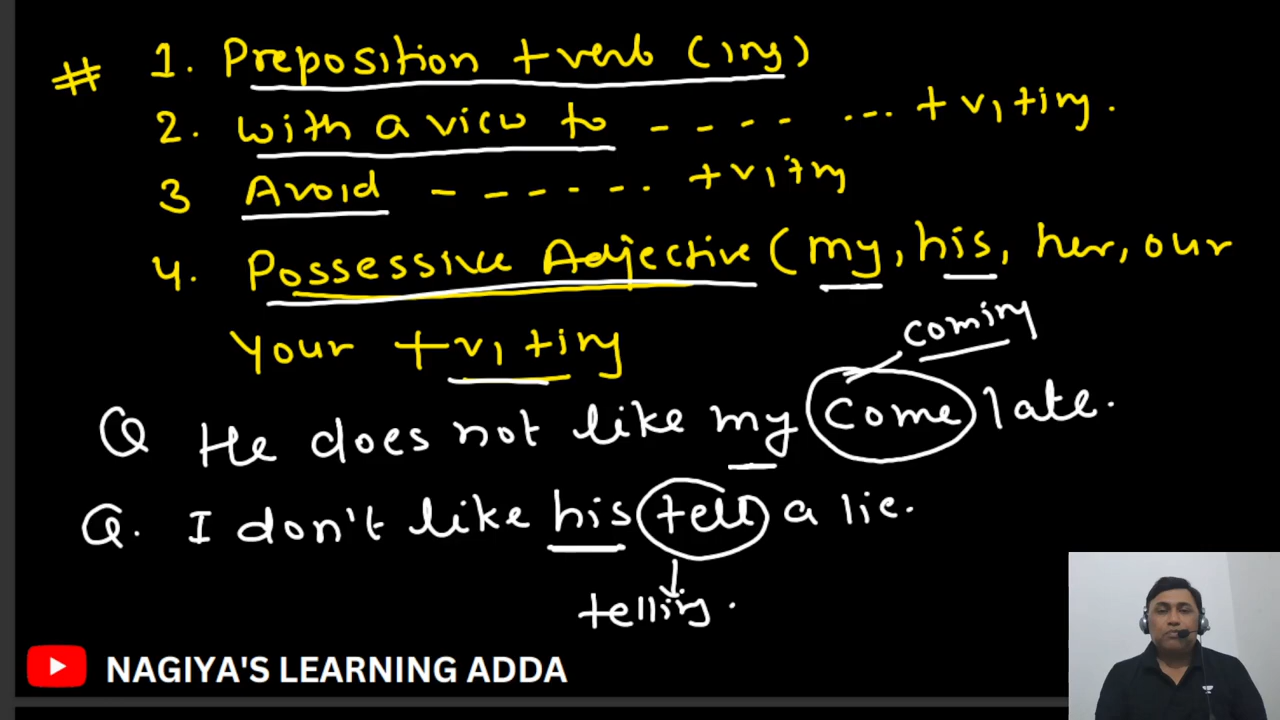 # 1. Preposition + verb (ing)
2. with a view to - - - - ... + v1 + ing.
3 Avoid - - - - - - .. + v1 + ing
4. Possessive Adjective (my, his, her, our
Your + v1 + ing
coming
Q He does not like my come late.
Q. I don't like his tell a lie.
telling.
NAGIYA'S LEARNING ADDA